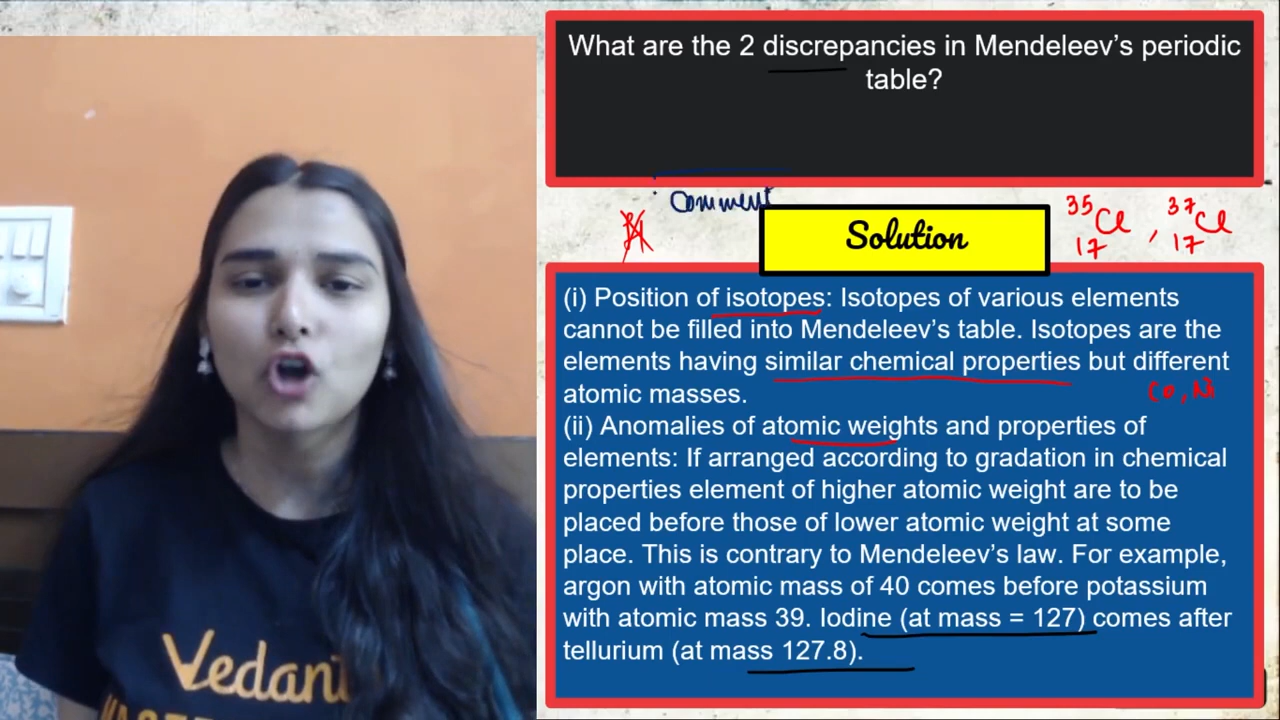 What are the 2 discrepancies in Mendeleev's periodic
table?
Comment
Solution
35 Cl 17 , 37 Cl 17
(i) Position of isotopes: Isotopes of various elements
cannot be filled into Mendeleev's table. Isotopes are the
elements having similar chemical properties but different
atomic masses.
Co, Ni
(ii) Anomalies of atomic weights and properties of
elements: If arranged according to gradation in chemical
properties element of higher atomic weight are to be
placed before those of lower atomic weight at some
place. This is contrary to Mendeleev's law. For example,
argon with atomic mass of 40 comes before potassium
with atomic mass 39. Iodine (at mass = 127) comes after
tellurium (at mass 127.8).
Vedant